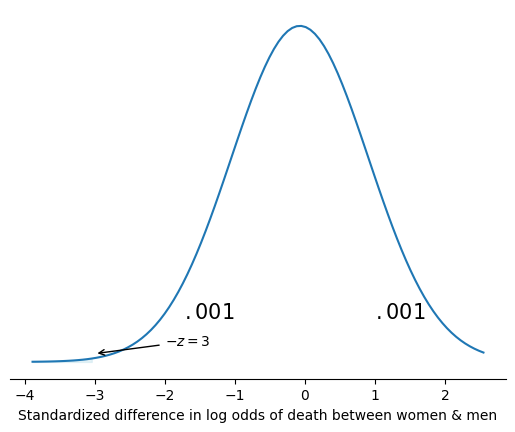 .001 .001
−z = 3
−4 −3 −2 −1 0 1 2
Standardized difference in log odds of death between women & men